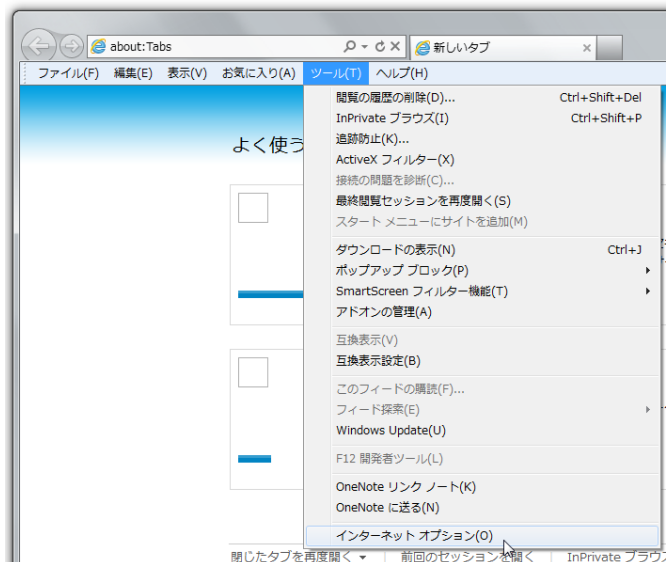 about:Tabs
新しいタブ
ファイル(F) 編集(E) 表示(V) お気に入り(A) ツール(T) ヘルプ(H)
よく使う
閲覧の履歴の削除(D)... Ctrl+Shift+Del
InPrivate ブラウズ(I) Ctrl+Shift+P
追跡防止(K)...
ActiveX フィルター(X)
接続の問題を診断(C)...
最終閲覧セッションを再度開く(S)
スタート メニューにサイトを追加(M)
ダウンロードの表示(N) Ctrl+J
ポップアップ ブロック(P)
SmartScreen フィルター機能(T)
アドオンの管理(A)
互換表示(V)
互換表示設定(B)
このフィードの購読(F)...
フィード探索(E)
Windows Update(U)
F12 開発者ツール(L)
OneNote リンク ノート(K)
OneNote に送る(N)
インターネット オプション(O)
閉じたタブを再度開く 前回のセッションを開く InPrivate ブラウ